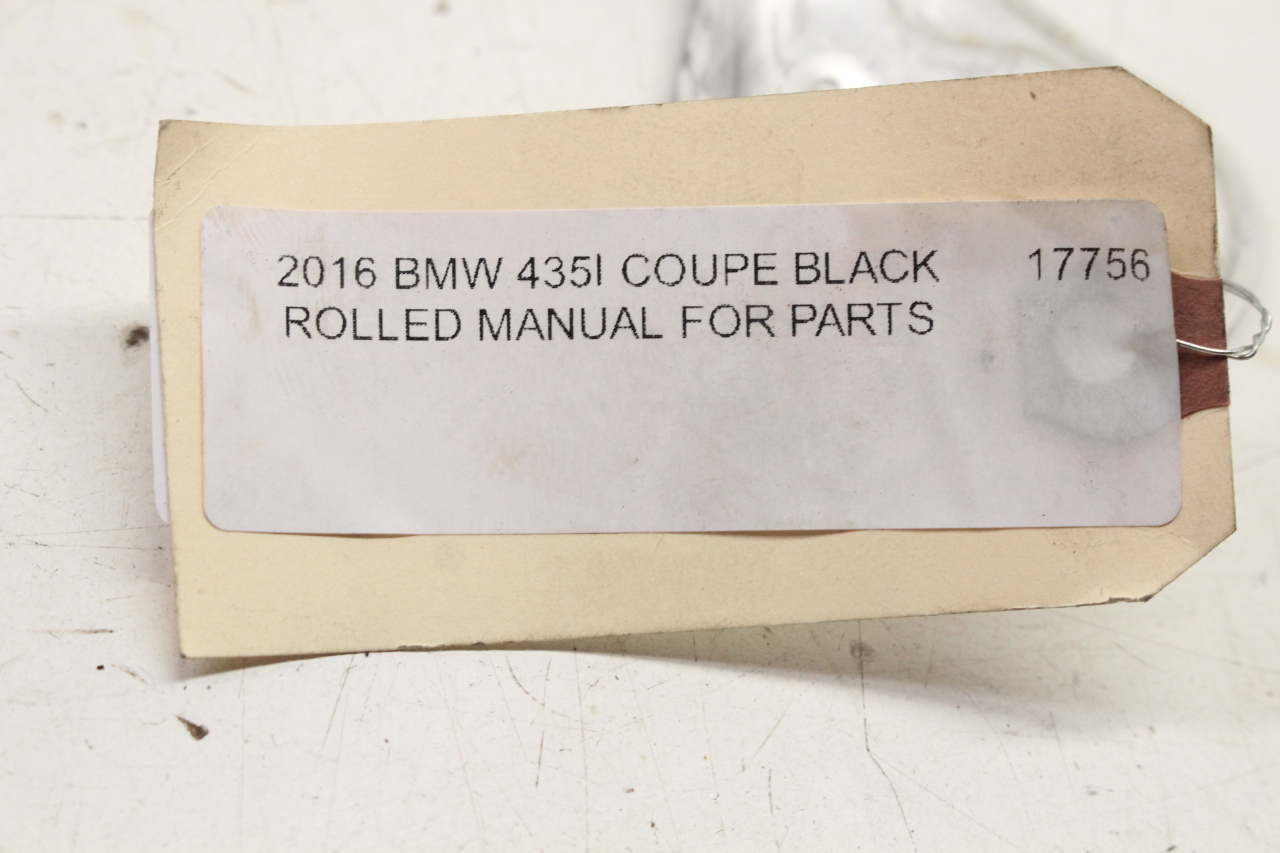 2016 BMW 435I COUPE BLACK 17756
ROLLED MANUAL FOR PARTS